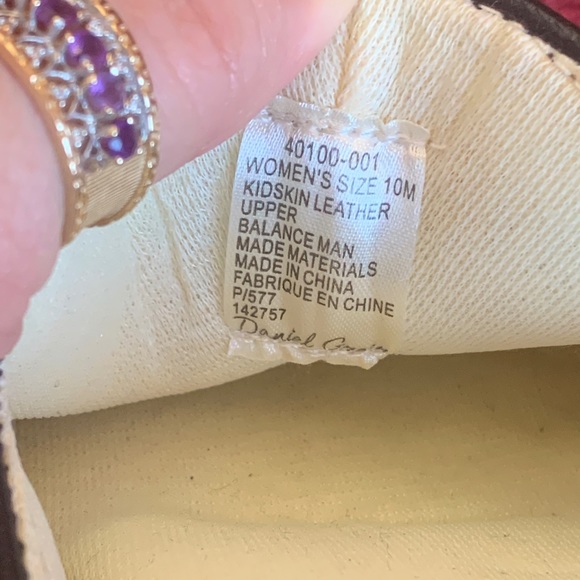 40100-001
WOMEN'S SIZE 10M
KIDSKIN LEATHER
UPPER
BALANCE MAN
MADE MATERIALS
MADE IN CHINA
FABRIQUE EN CHINE
P/577
142757
Daniel